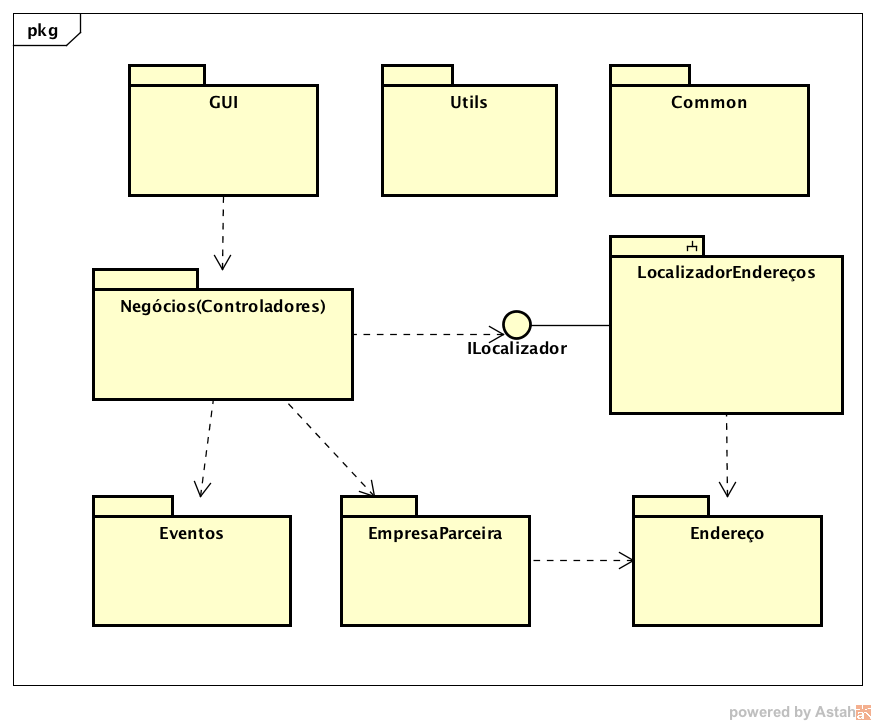 pkg
GUI
Utils
Common
LocalizadorEndereços
Negócios(Controladores)
ILocalizador
Eventos
EmpresaParceira
Endereço
powered by Astah